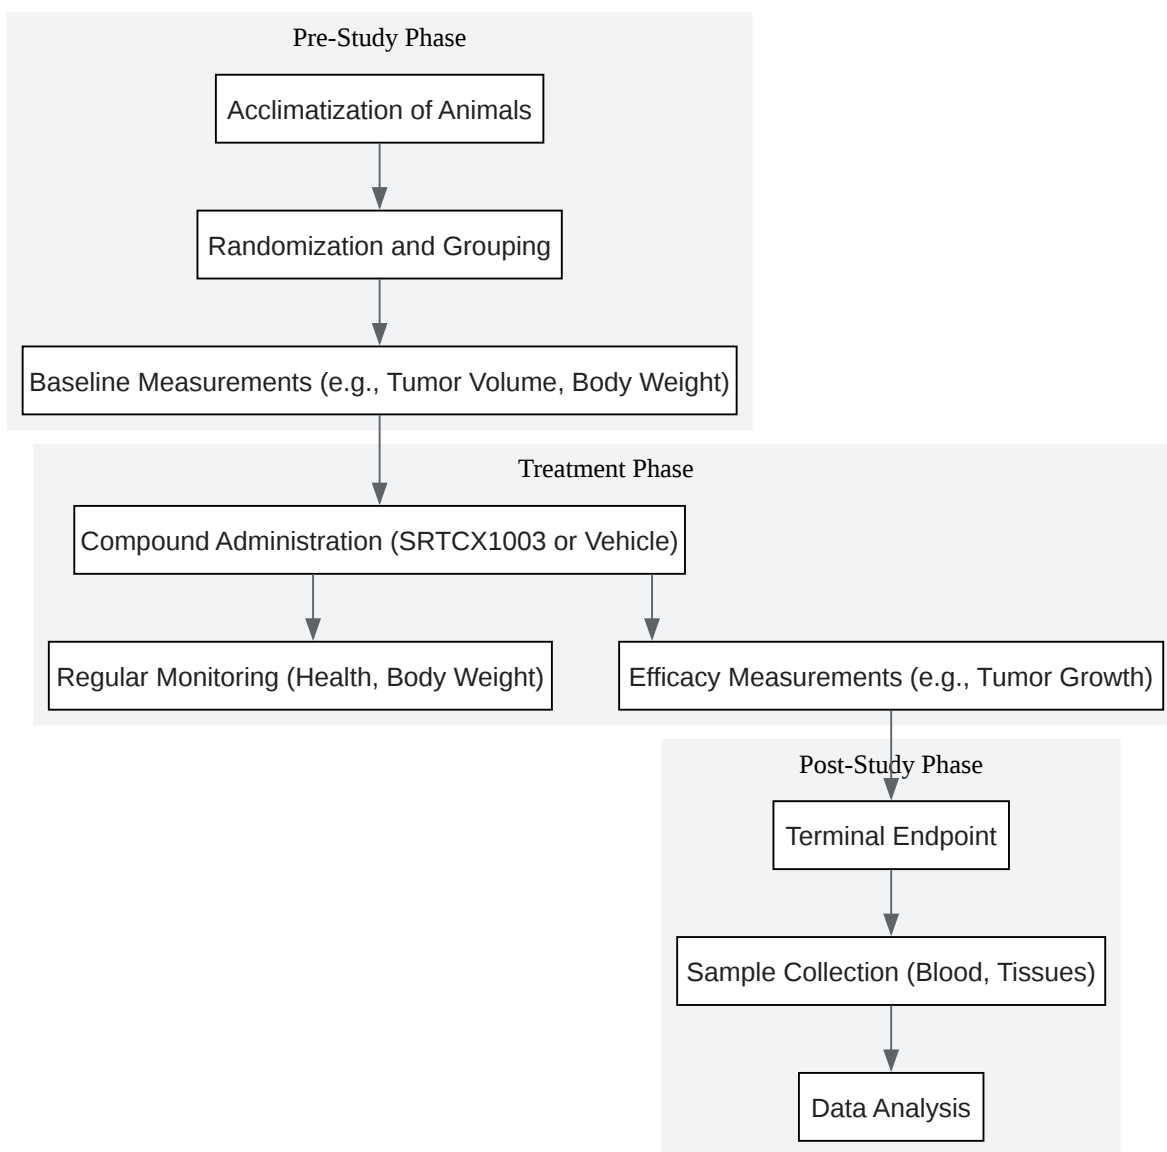 Pre-Study Phase
Acclimatization of Animals
Randomization and Grouping
Baseline Measurements (e.g., Tumor Volume, Body Weight)
Treatment Phase
Compound Administration (SRTCX1003 or Vehicle)
Regular Monitoring (Health, Body Weight)
Efficacy Measurements (e.g., Tumor Growth)
Post-Study Phase
Terminal Endpoint
Sample Collection (Blood, Tissues)
Data Analysis